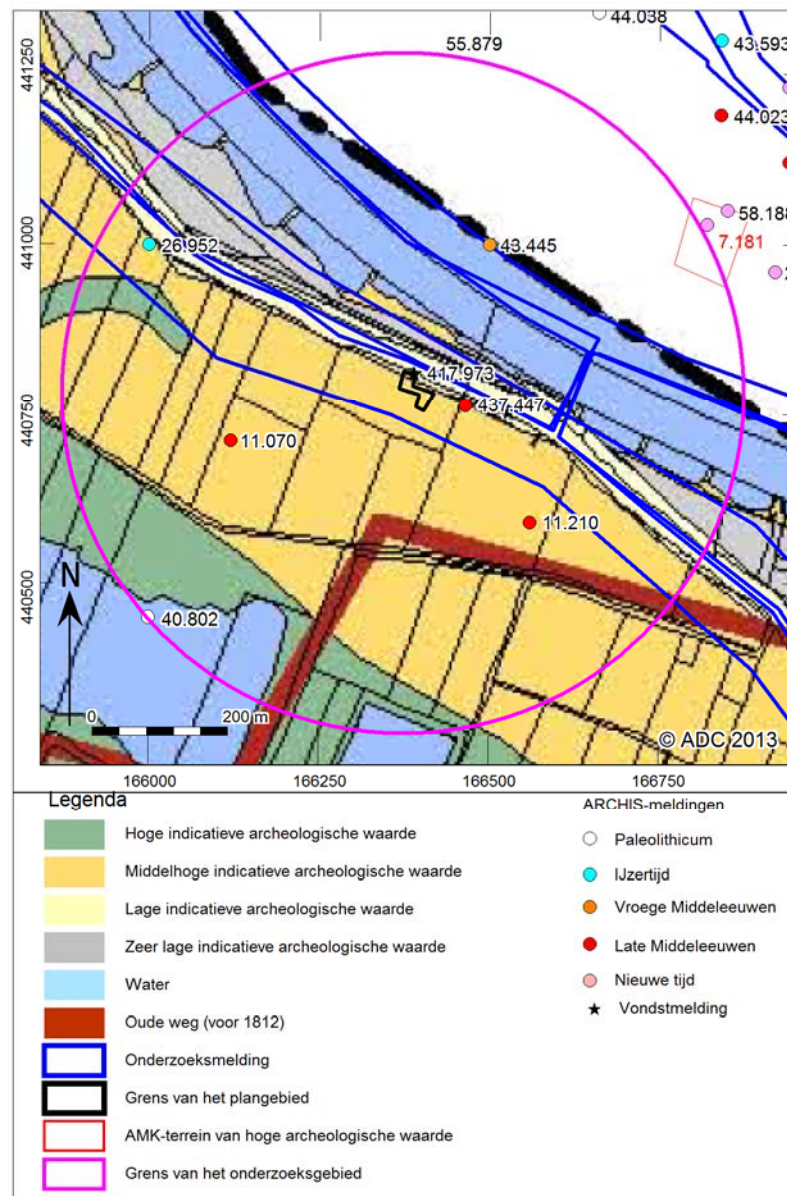 44.038
55.879
43.593
441250
44.023
58.188
441000
26.952
43.445
7.181
2
417.973
440750
437.447
11.070
11.210
N
440500
40.802
0
200 m
© ADC 2013
166000
166250
166500
166750
Legenda
Hoge indicatieve archeologische waarde
Middelhoge indicatieve archeologische waarde
Lage indicatieve archeologische waarde
Zeer lage indicatieve archeologische waarde
Water
Oude weg (voor 1812)
Onderzoeksmelding
Grens van het plangebied
AMK-terrein van hoge archeologische waarde
Grens van het onderzoeksgebied
ARCHIS-meldingen
Paleolithicum
IJzertijd
Vroege Middeleeuwen
Late Middeleeuwen
Nieuwe tijd
Vondstmelding